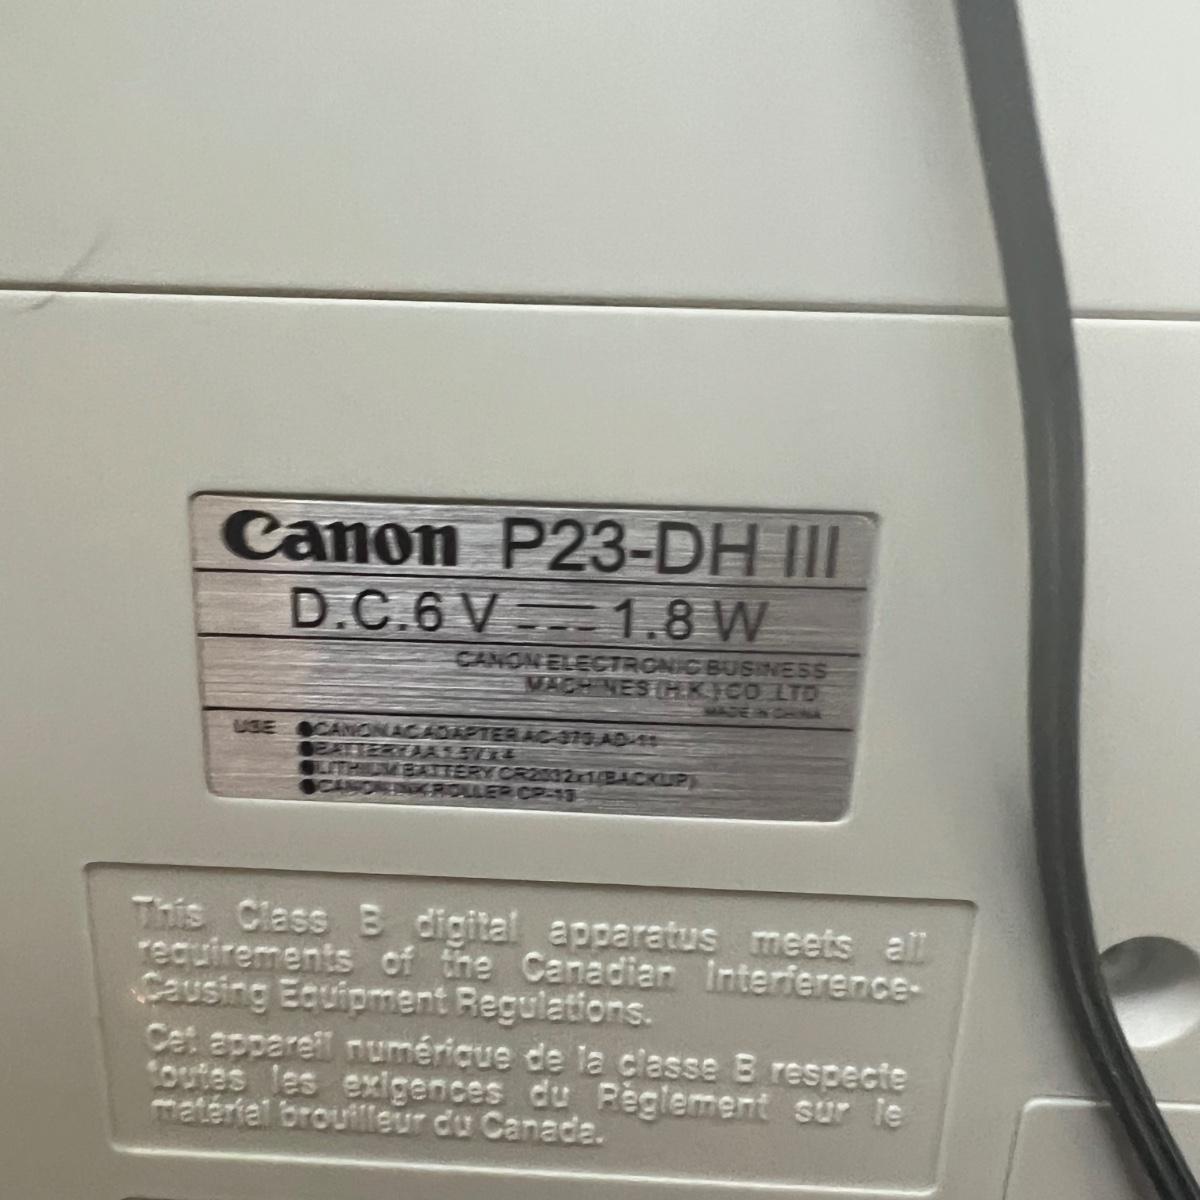 Canon P23-DH III
D.C.6 V ⎓ 1.8 W
CANON ELECTRONIC BUSINESS
MACHINES (H.K.) CO., LTD.
MADE IN CHINA
USE ●CANON AC ADAPTER AC-370, AD-11
●BATTERY AA 1.5V x 4
●LITHIUM BATTERY CR2032x1(BACKUP)
●CANON INK ROLLER CP-13
This Class B digital apparatus meets all
requirements of the Canadian Interference-
Causing Equipment Regulations.
Cet appareil numérique de la classe B respecte
toutes les exigences du Règlement sur le
matérial brouilleur du Canada.